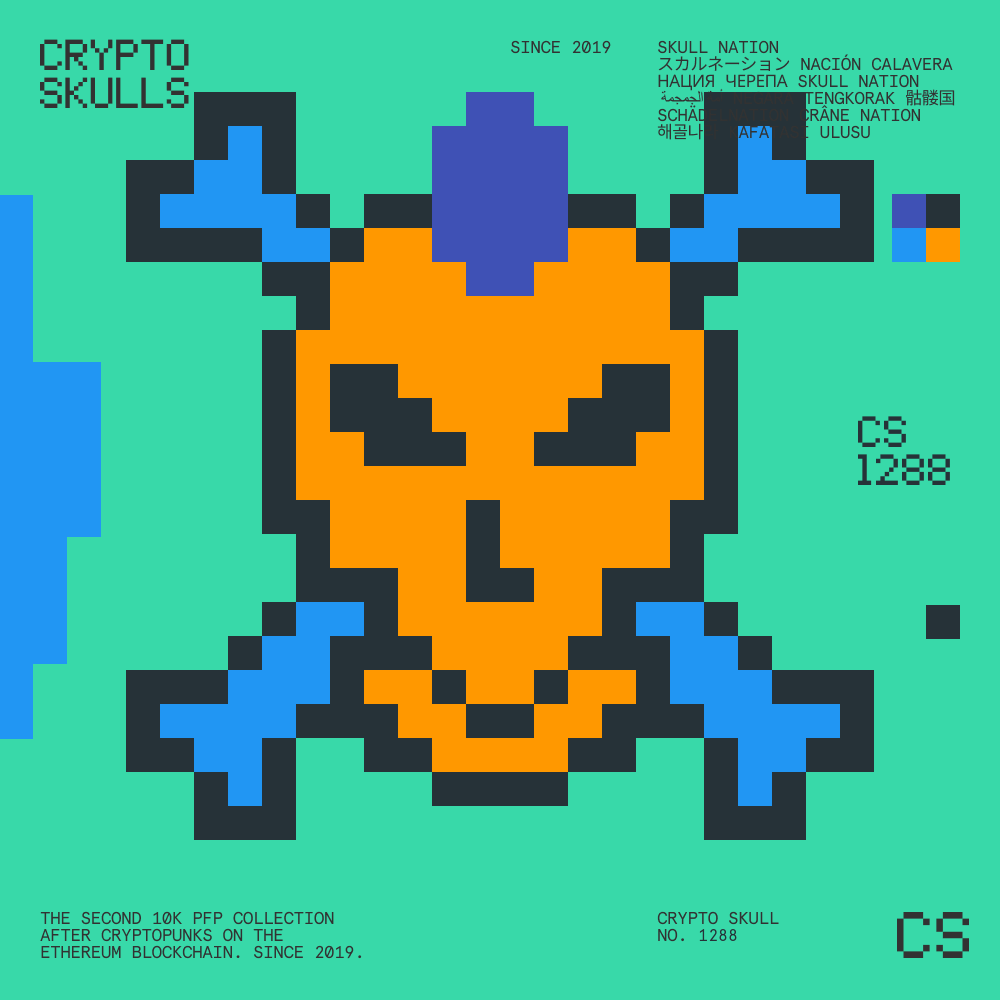 CRYPTO
SKULLS
SINCE 2019
SKULL NATION
スカルネーション NACIÓN CALAVERA
НАЦИЯ ЧЕРЕПА SKULL NATION
الجمجمة TENGKORAK 骷髅国
CRÂNE NATION
ULUSU
CS
1288
THE SECOND 10K PFP COLLECTION
AFTER CRYPTOPUNKS ON THE
ETHEREUM BLOCKCHAIN. SINCE 2019.
CRYPTO SKULL
NO. 1288
CS